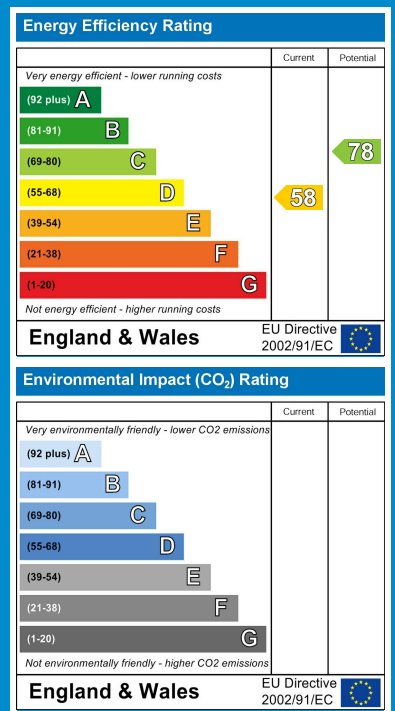 Energy Efficiency Rating
Current Potential
Very energy efficient - lower running costs
(92 plus) A
(81-91) B
(69-80) C
78
(55-68) D
58
(39-54) E
(21-38) F
(1-20) G
Not energy efficient - higher running costs
England & Wales
EU Directive
2002/91/EC
Environmental Impact (CO₂) Rating
Current Potential
Very environmentally friendly - lower CO2 emissions
(92 plus) A
(81-91) B
(69-80) C
(55-68) D
(39-54) E
(21-38) F
(1-20) G
Not environmentally friendly - higher CO2 emissions
England & Wales
EU Directive
2002/91/EC